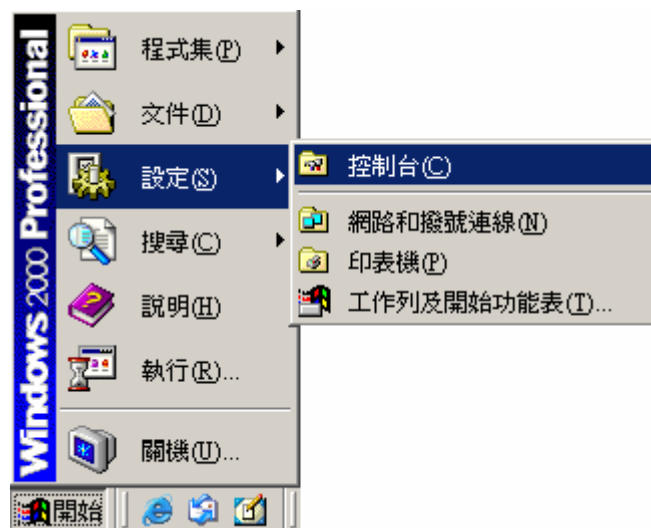 Windows 2000 Professional
程式集(P)
文件(D)
設定(S)
搜尋(C)
說明(H)
執行(R)...
關機(U)...
控制台(C)
網路和撥號連線(N)
印表機(P)
工作列及開始功能表(T)...
開始